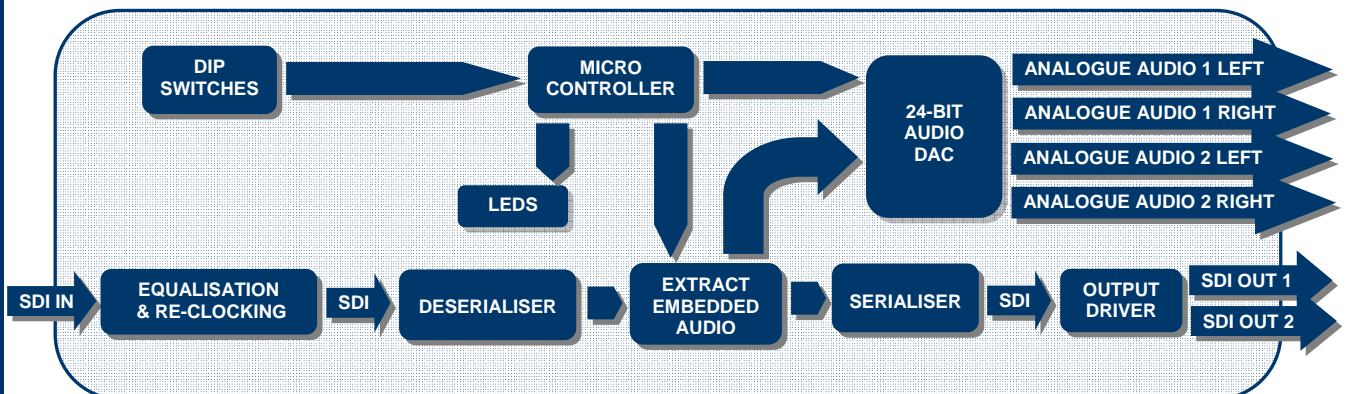 DIP
SWITCHES
MICRO
CONTROLLER
24-BIT
AUDIO
DAC
ANALOGUE AUDIO 1 LEFT
ANALOGUE AUDIO 1 RIGHT
ANALOGUE AUDIO 2 LEFT
ANALOGUE AUDIO 2 RIGHT
LEDS
SDI IN
EQUALISATION
& RE-CLOCKING
SDI
DESERIALISER
EXTRACT
EMBEDDED
AUDIO
SERIALISER
SDI
OUTPUT
DRIVER
SDI OUT 1
SDI OUT 2